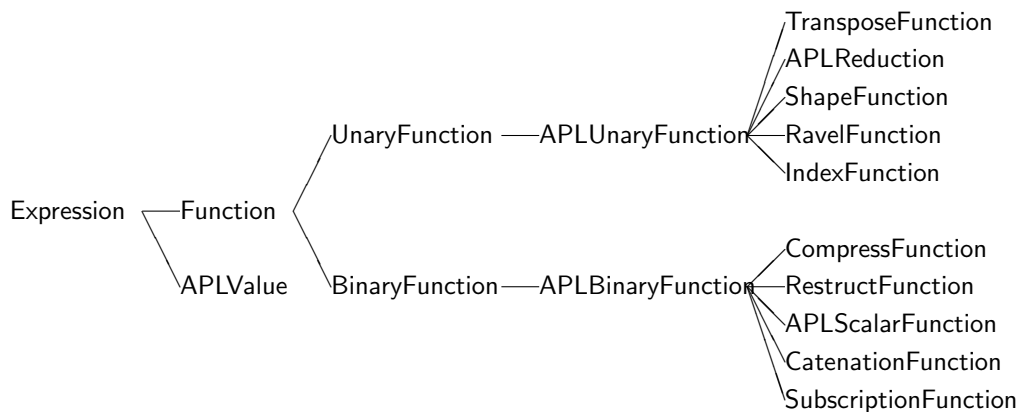 TransposeFunction
APLReduction
ShapeFunction
UnaryFunction APLUnaryFunction RavelFunction
IndexFunction
Expression Function
CompressFunction
APLValue BinaryFunction APLBinaryFunction RestructFunction
APLScalarFunction
CatenationFunction
SubscriptionFunction